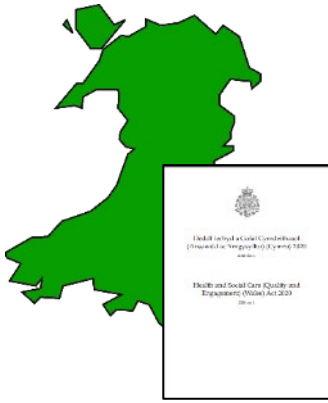 Deddf Iechyd a Gofal Cymdeithasol
(Ansawdd ac Ymgysylltu) (Cymru) 2020
Health and Social Care (Quality and
Engagement) (Wales) Act 2020